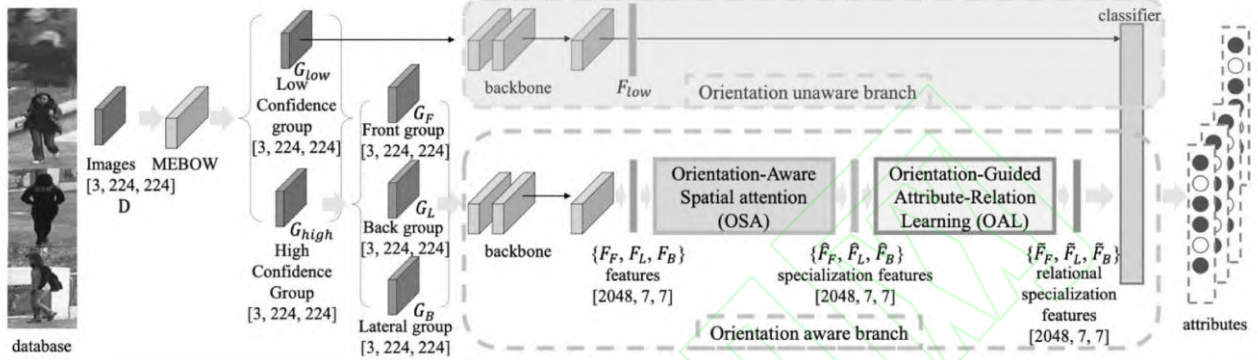 database
Images
[3, 224, 224]
D
MEBOW
G_low
Low
Confidence
group
[3, 224, 224]
G_high
High
Confidence
Group
[3, 224, 224]
G_F
Front group
[3, 224, 224]
G_L
Back group
[3, 224, 224]
G_B
Lateral group
[3, 224, 224]
backbone
F_low
Orientation unaware branch
backbone
{F_F, F_L, F_B}
features
[2048, 7, 7]
Orientation-Aware
Spatial attention
(OSA)
{F̂_F, F̂_L, F̂_B}
specialization features
[2048, 7, 7]
Orientation-Guided
Attribute-Relation
Learning (OAL)
{F̃_F, F̃_L, F̃_B}
relational
specialization
features
[2048, 7, 7]
Orientation aware branch
classifier
attributes